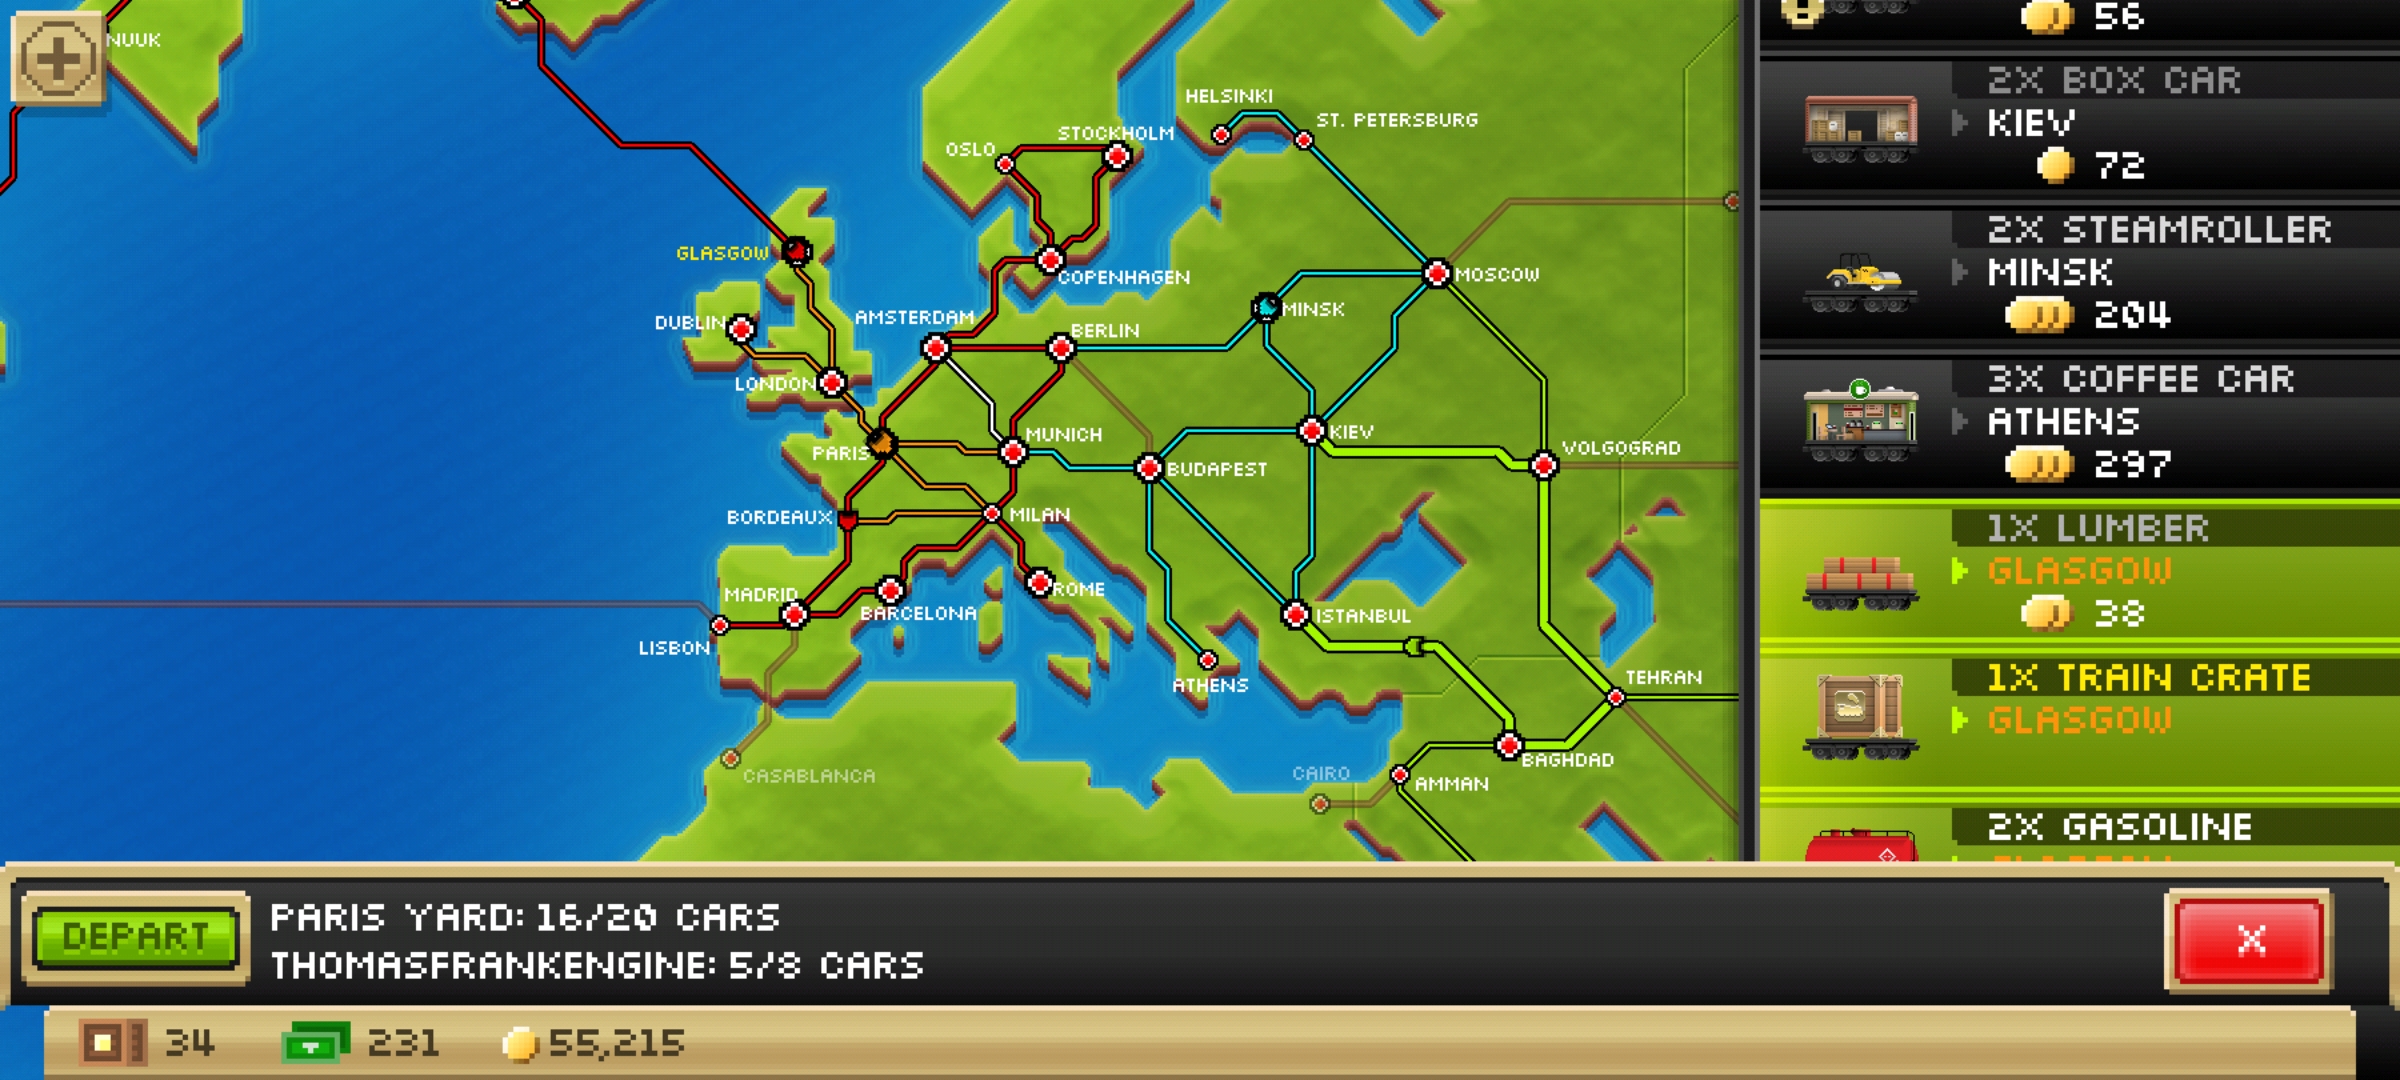 NUUK
HELSINKI
ST. PETERSBURG
STOCKHOLM
OSLO
GLASGOW
COPENHAGEN
MOSCOW
MINSK
DUBLIN
AMSTERDAM
BERLIN
LONDON
MUNICH
KIEV
PARIS
BUDAPEST
VOLGOGRAD
BORDEAUX
MILAN
MADRID
BARCELONA
ROME
ISTANBUL
LISBON
ATHENS
TEHRAN
CASABLANCA
CAIRO
BAGHDAD
AMMAN
56
2X BOX CAR
KIEV
72
2X STEAMROLLER
MINSK
204
3X COFFEE CAR
ATHENS
297
1X LUMBER
GLASGOW
38
1X TRAIN CRATE
GLASGOW
2X GASOLINE
GLASGOW
DEPART
PARIS YARD: 16/20 CARS
THOMASFRANKENGINE: 5/8 CARS
X
34
231
55,215